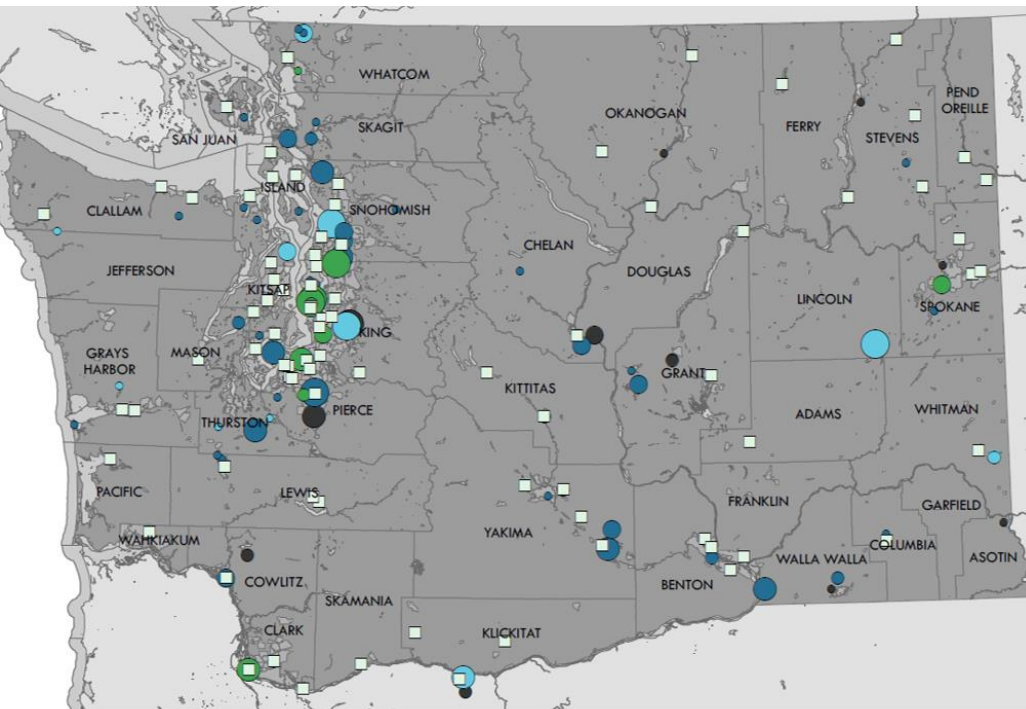 WHATCOM
PEND
OREILLE
OKANOGAN
FERRY
STEVENS
SAN JUAN
SKAGIT
ISLAND
CLALLAM
SNOHOMISH
CHELAN
DOUGLAS
JEFFERSON
KITSAP
LINCOLN
SPOKANE
KING
GRAYS
HARBOR
MASON
GRANT
KITTITAS
PIERCE
ADAMS
WHITMAN
THURSTON
PACIFIC
LEWIS
FRANKLIN
GARFIELD
YAKIMA
WAHKIAKUM
COLUMBIA
WALLA WALLA
ASOTIN
COWLITZ
BENTON
SKAMANIA
CLARK
KLICKITAT